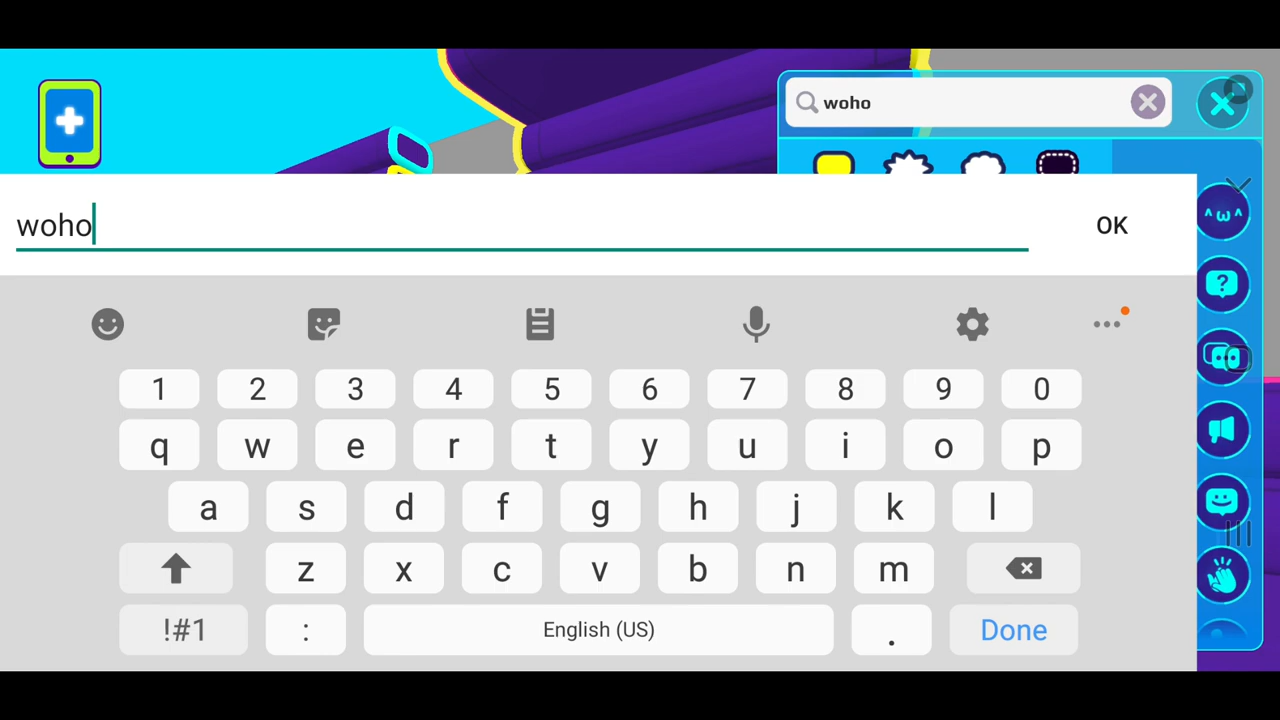 woho
woho
OK
^ω^
?
1 2 3 4 5 6 7 8 9 0
q w e r t y u i o p
a s d f g h j k l
z x c v b n m
!#1 : English (US) . Done